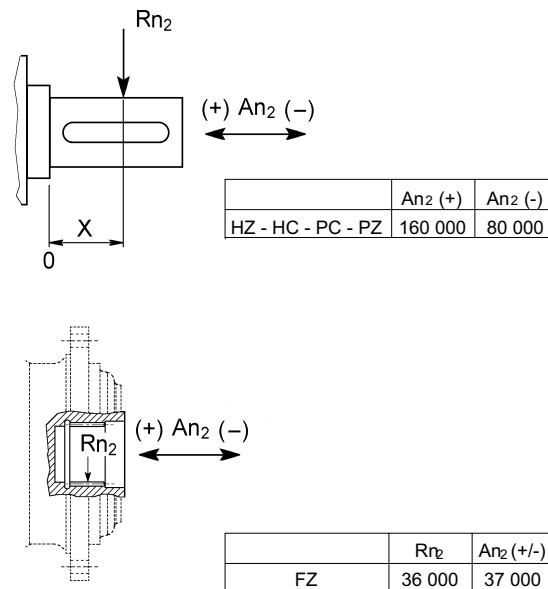 Rn2
(+) An2 (−)
X
0
An2 (+) An2 (-)
HZ - HC - PC - PZ 160 000 80 000
Rn2
(+) An2 (−)
Rn2 An2 (+/-)
FZ 36 000 37 000